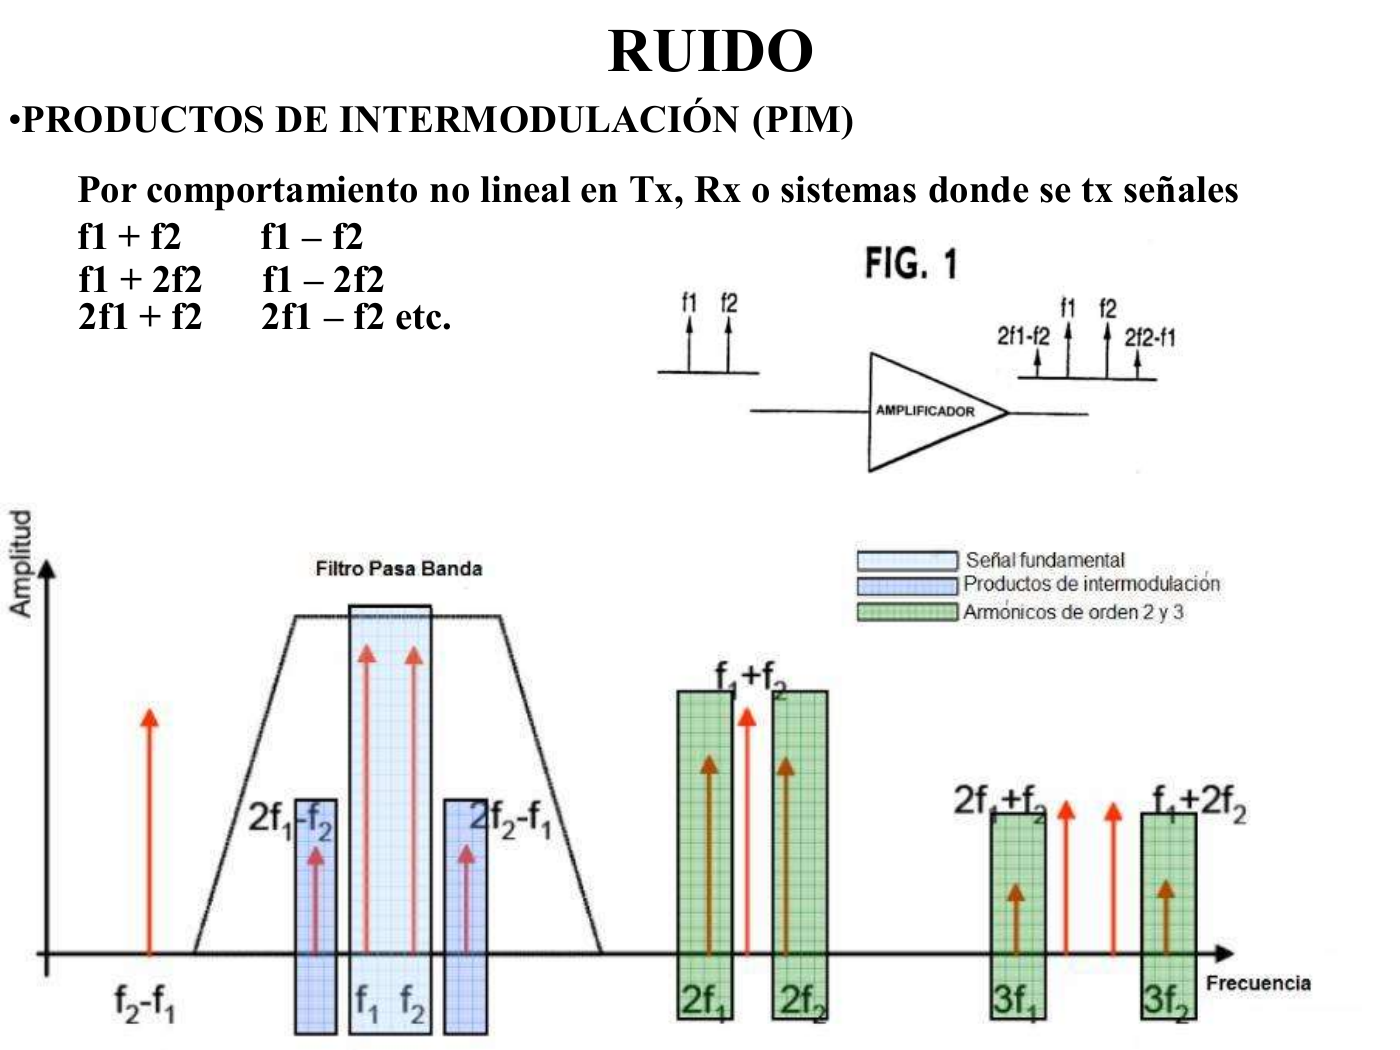 RUIDO
•PRODUCTOS DE INTERMODULACIÓN (PIM)
Por comportamiento no lineal en Tx, Rx o sistemas donde se tx señales
f1 + f2 f1 – f2
f1 + 2f2 f1 – 2f2
2f1 + f2 2f1 – f2 etc.
FIG. 1
f1 f2
f1 f2
2f1-f2 2f2-f1
AMPLIFICADOR
Amplitud
Filtro Pasa Banda
Señal fundamental
Productos de intermodulación
Armónicos de orden 2 y 3
f1+f2
2f1-f2 2f2-f1
2f1+f2 f1+2f2
f2-f1 f1 f2 2f1 2f2 3f1 3f2
Frecuencia